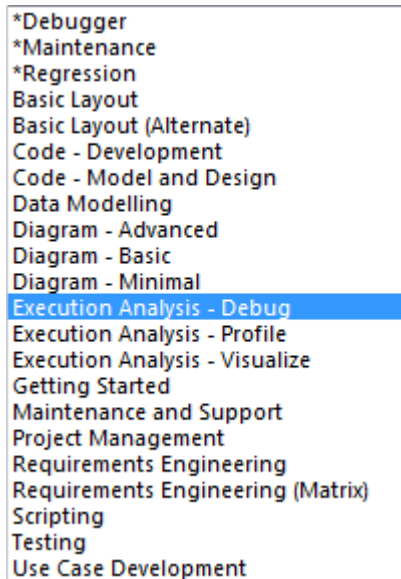 *Debugger
*Maintenance
*Regression
Basic Layout
Basic Layout (Alternate)
Code - Development
Code - Model and Design
Data Modelling
Diagram - Advanced
Diagram - Basic
Diagram - Minimal
Execution Analysis - Debug
Execution Analysis - Profile
Execution Analysis - Visualize
Getting Started
Maintenance and Support
Project Management
Requirements Engineering
Requirements Engineering (Matrix)
Scripting
Testing
Use Case Development